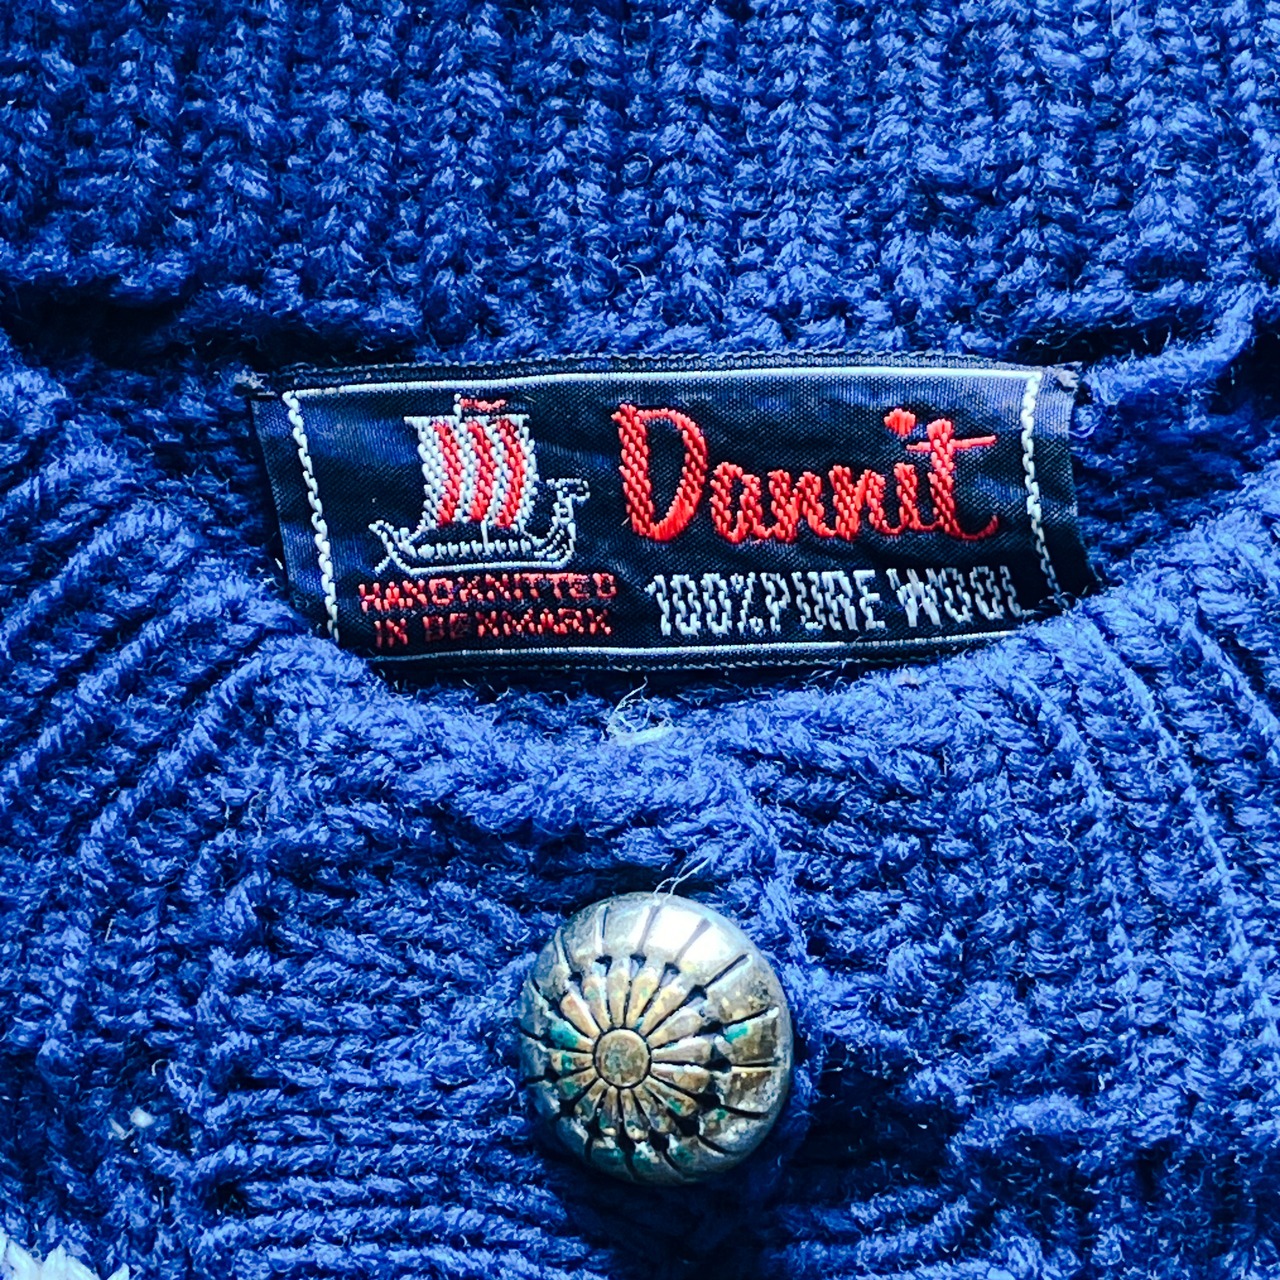 Dannit
HANDKNITTED
IN DENMARK
100% PURE WOOL